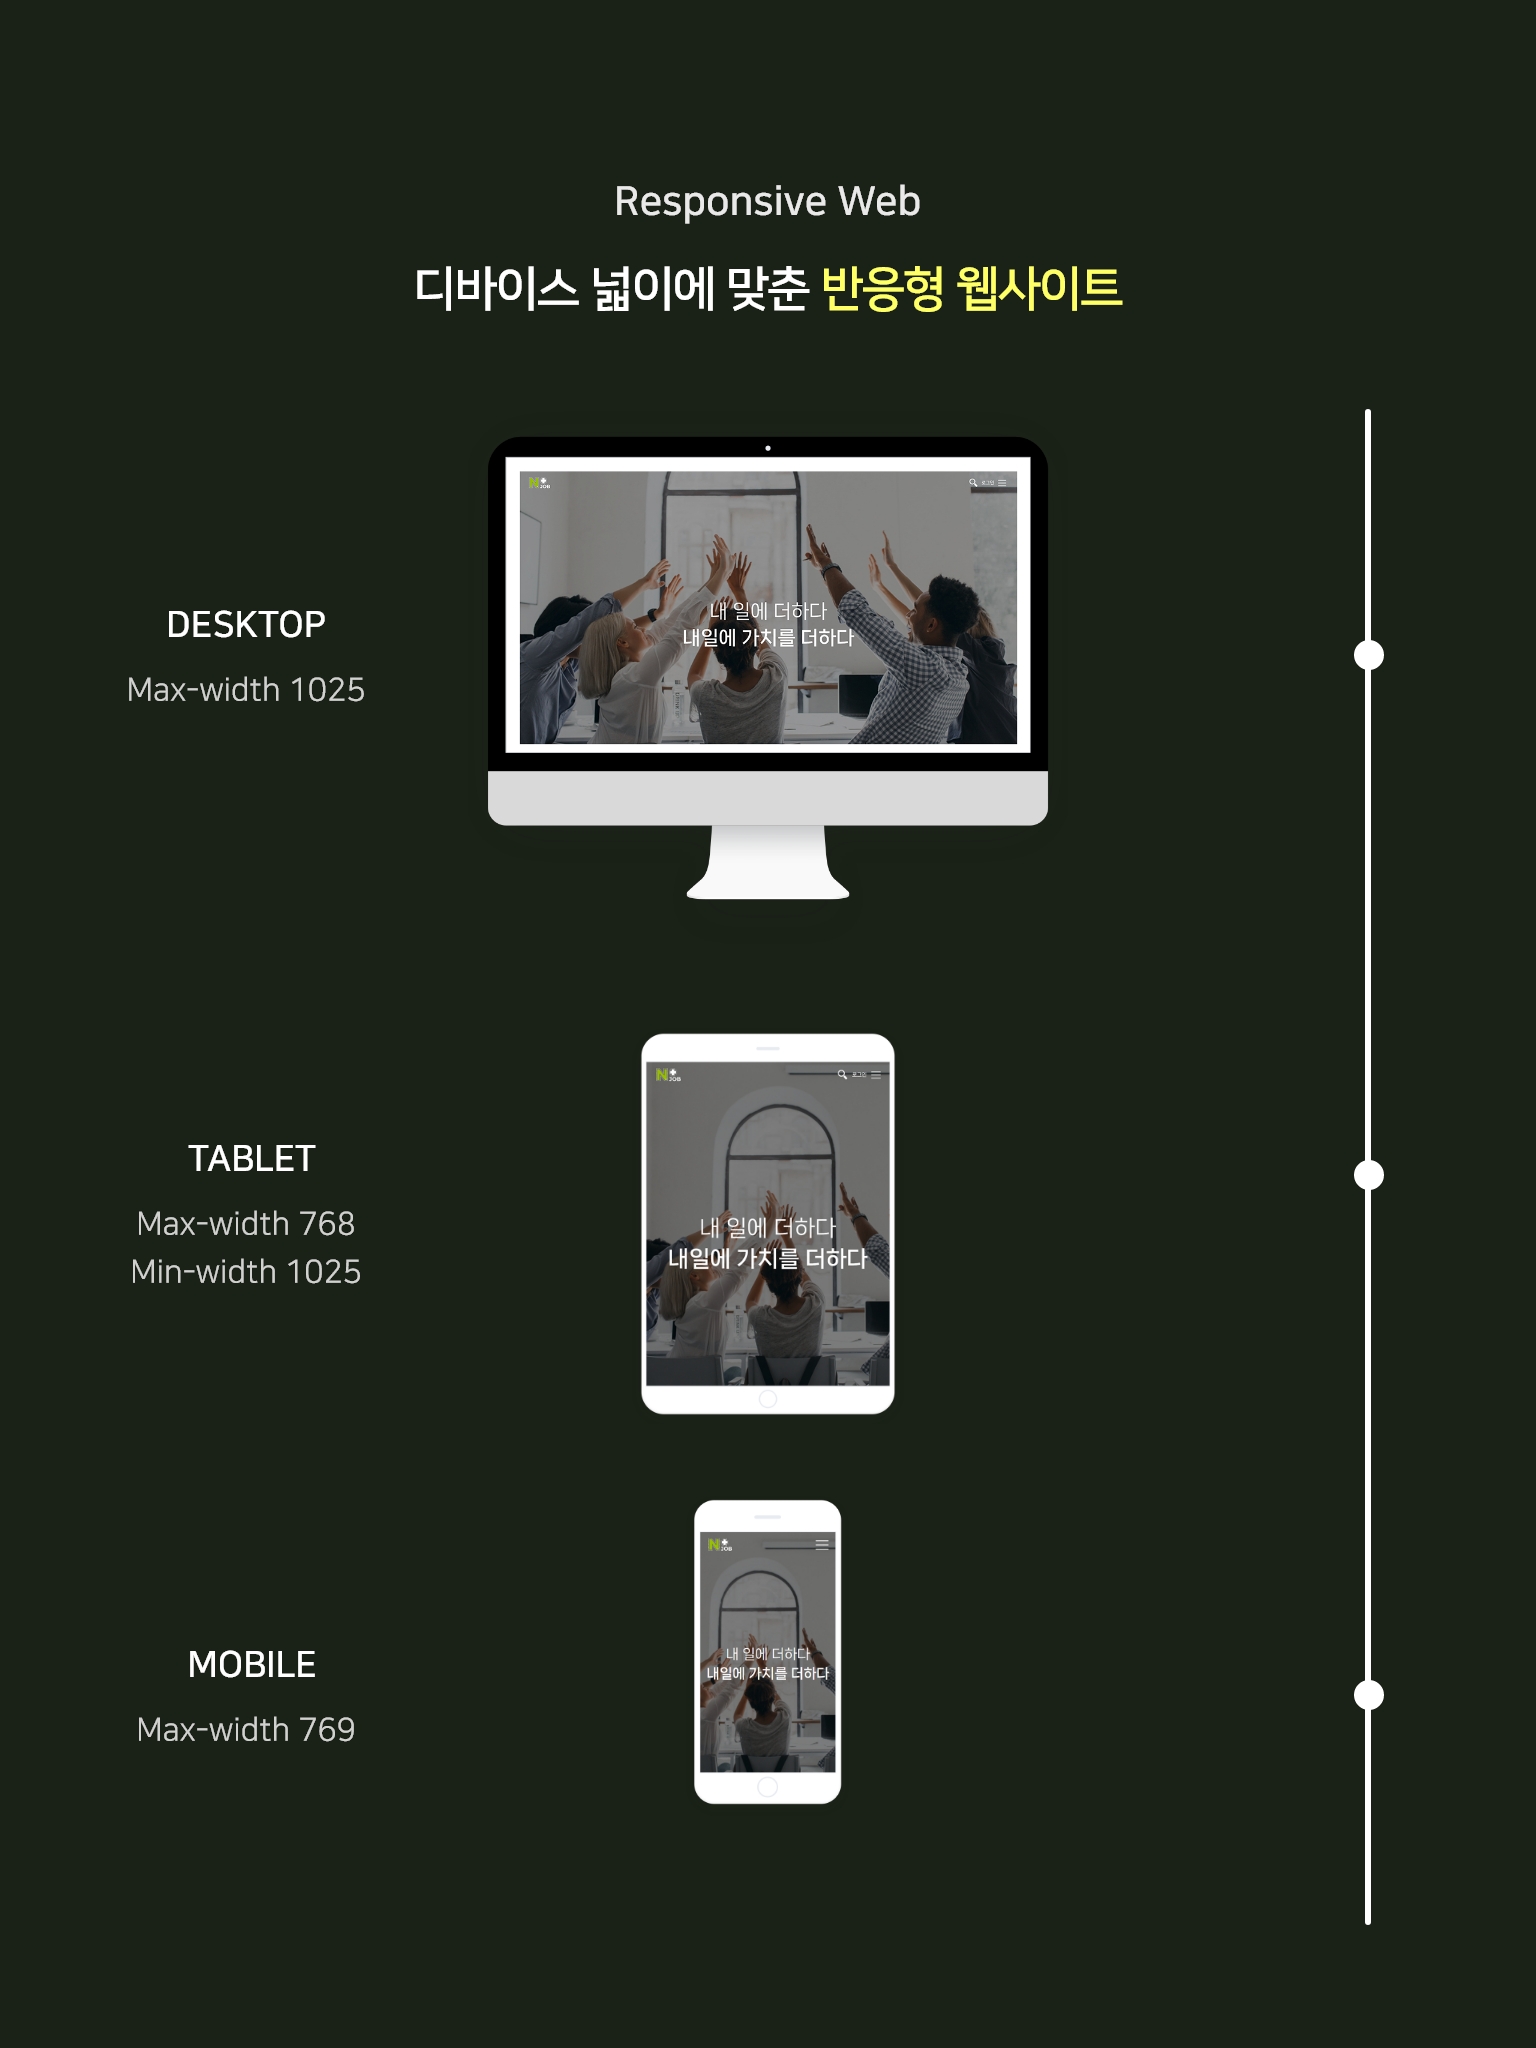 Responsive Web
디바이스 넓이에 맞춘 반응형 웹사이트
N JOB
로그인
내 일에 더하다
내일에 가치를 더하다
DESKTOP
Max-width 1025
N JOB
로그인
내 일에 더하다
내일에 가치를 더하다
TABLET
Max-width 768
Min-width 1025
N JOB
내 일에 더하다
내일에 가치를 더하다
MOBILE
Max-width 769